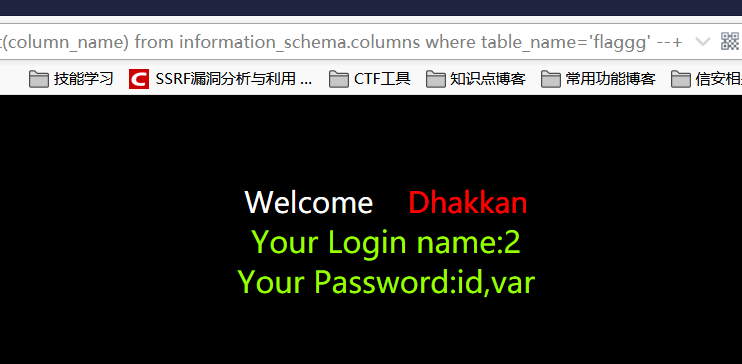 t(column_name) from information_schema.columns where table_name='flaggg' --+
技能学习 SSRF漏洞分析与利用 ... CTF工具 知识点博客 常用功能博客 信安相
Welcome Dhakkan
Your Login name:2
Your Password:id,var